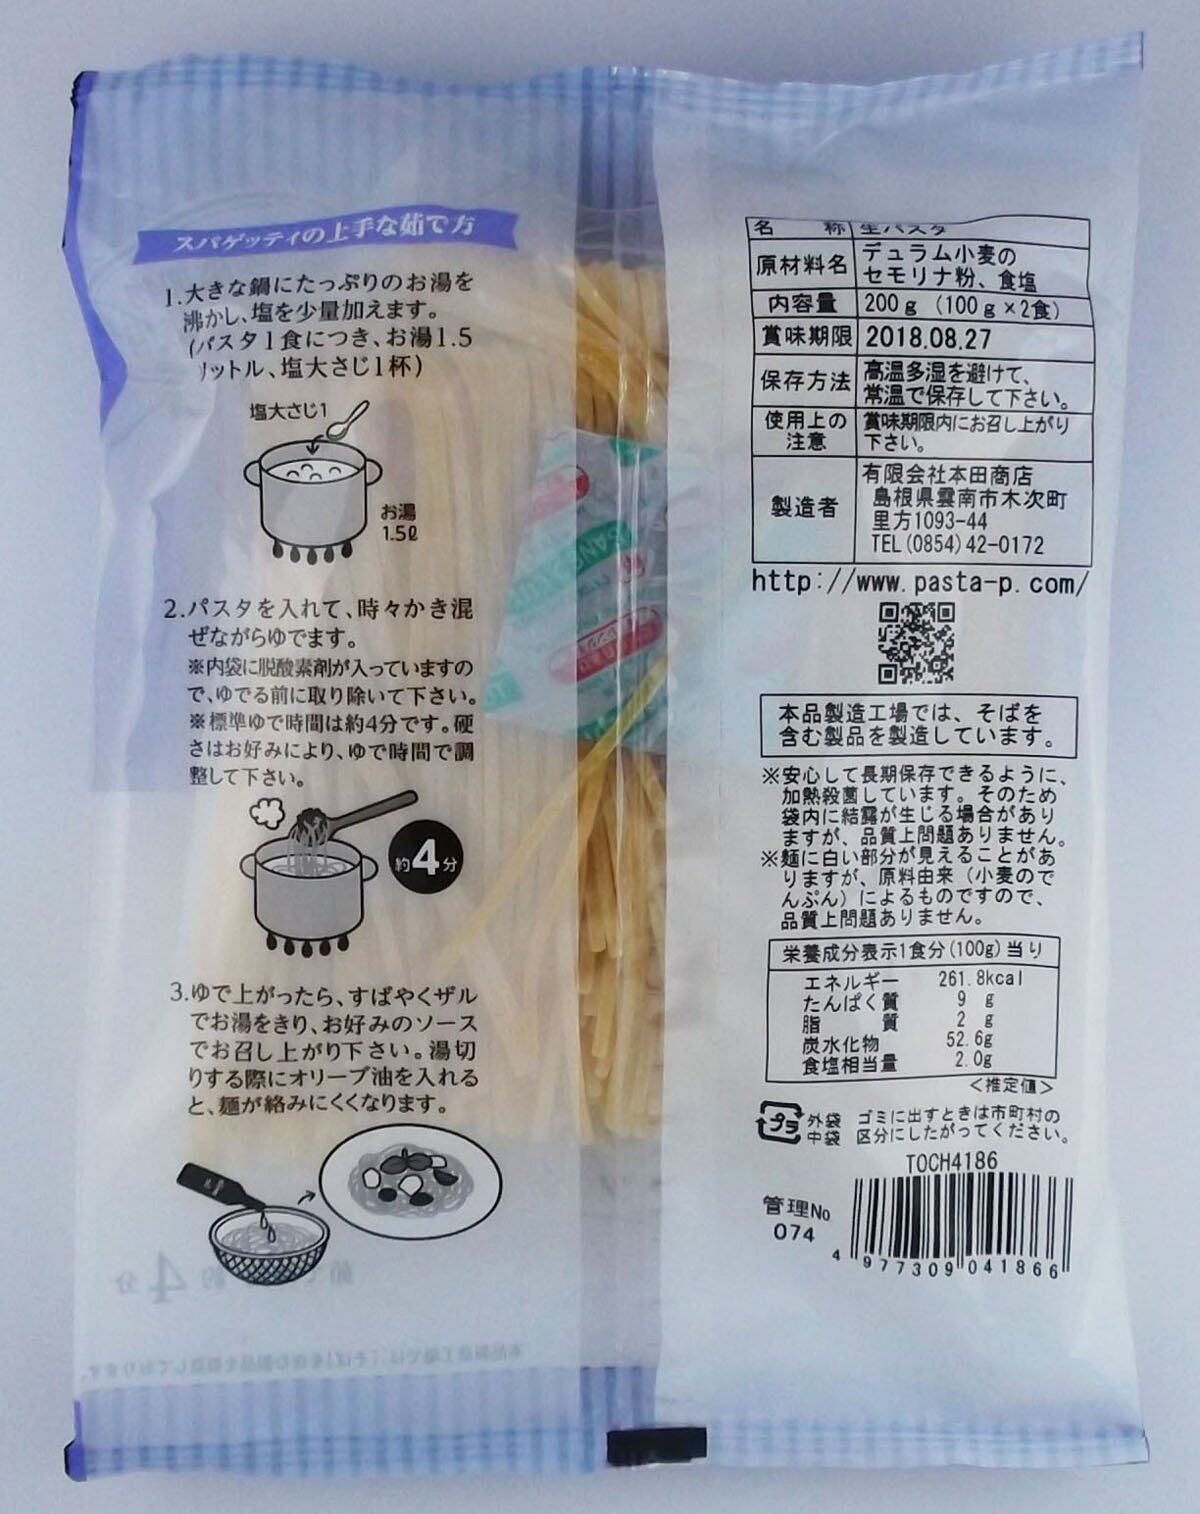 スパゲッティの上手な茹で方
1.大きな鍋にたっぷりのお湯を
沸かし、塩を少量加えます。
(パスタ1食につき、お湯1.5
リットル、塩大さじ1杯)
塩大さじ1
お湯
1.5ℓ
2.パスタを入れて、時々かき混
ぜながらゆでます。
※内袋に脱酸素剤が入っていますの
で、ゆでる前に取り除いて下さい。
※標準ゆで時間は約4分です。硬
さはお好みにより、ゆで時間で調
整して下さい。
約4分
3.ゆで上がったら、すばやくザル
でお湯をきり、お好みのソース
でお召し上がり下さい。湯切
りする際にオリーブ油を入れる
と、麺が絡みにくくなります。
名 称 生パスタ
原材料名 デュラム小麦の
セモリナ粉、食塩
内容量 200g (100g×2食)
賞味期限 2018.08.27
保存方法 高温多湿を避けて、
常温で保存して下さい。
使用上の
注意 賞味期限内にお召し上がり
下さい。
製造者 有限会社本田商店
島根県雲南市木次町
里方1093-44
TEL(0854)42-0172
http://www.pasta-p.com/
本品製造工場では、そばを
含む製品を製造しています。
※安心して長期保存できるように、
加熱殺菌しています。そのため
袋内に結露が生じる場合があり
ますが、品質上問題ありません。
※麺に白い部分が見えることがあ
りますが、原料由来(小麦ので
んぷん)によるものですので、
品質上問題ありません。
栄養成分表示1食分(100g)当り
エネルギー 261.8kcal
たんぱく質 9 g
脂 質 2 g
炭水化物 52.6g
食塩相当量 2.0g
<推定値>
プラ 外袋
中袋
ゴミに出すときは市町村の
区分にしたがってください。
TOCH4186
管理No
074
4 977309 041866